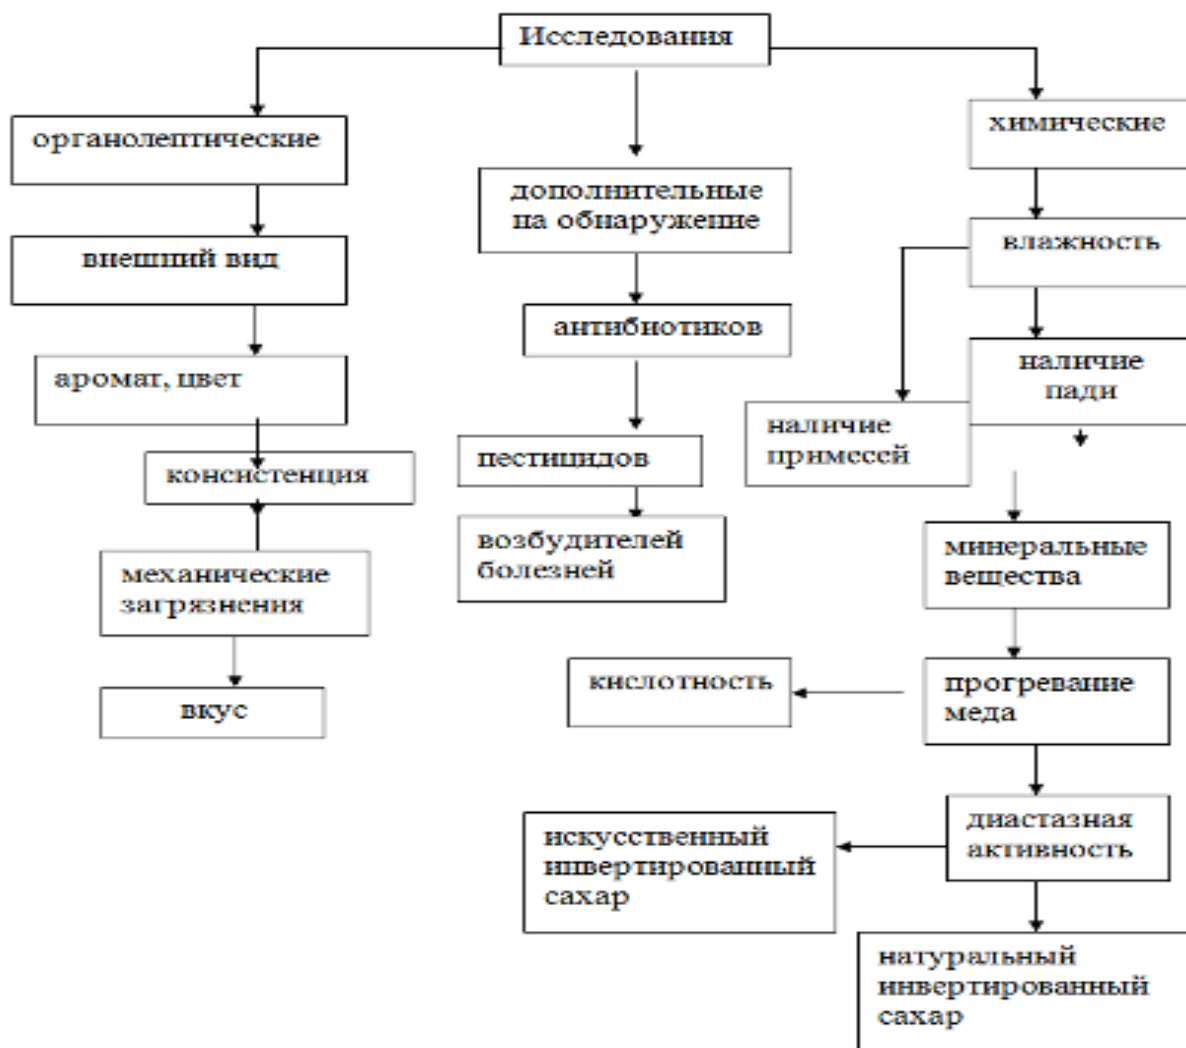 Исследования
органолептические
внешний вид
аромат, цвет
консистенция
механические
загрязнения
вкус
дополнительные
на обнаружение
антибиотиков
пестицидов
возбудителей
болезней
химические
влажность
наличие
пади
наличие
примесей
минеральные
вещества
прогревание
меда
кислотность
диастазная
активность
искусственный
инвертированный
сахар
натуральный
инвертированный
сахар